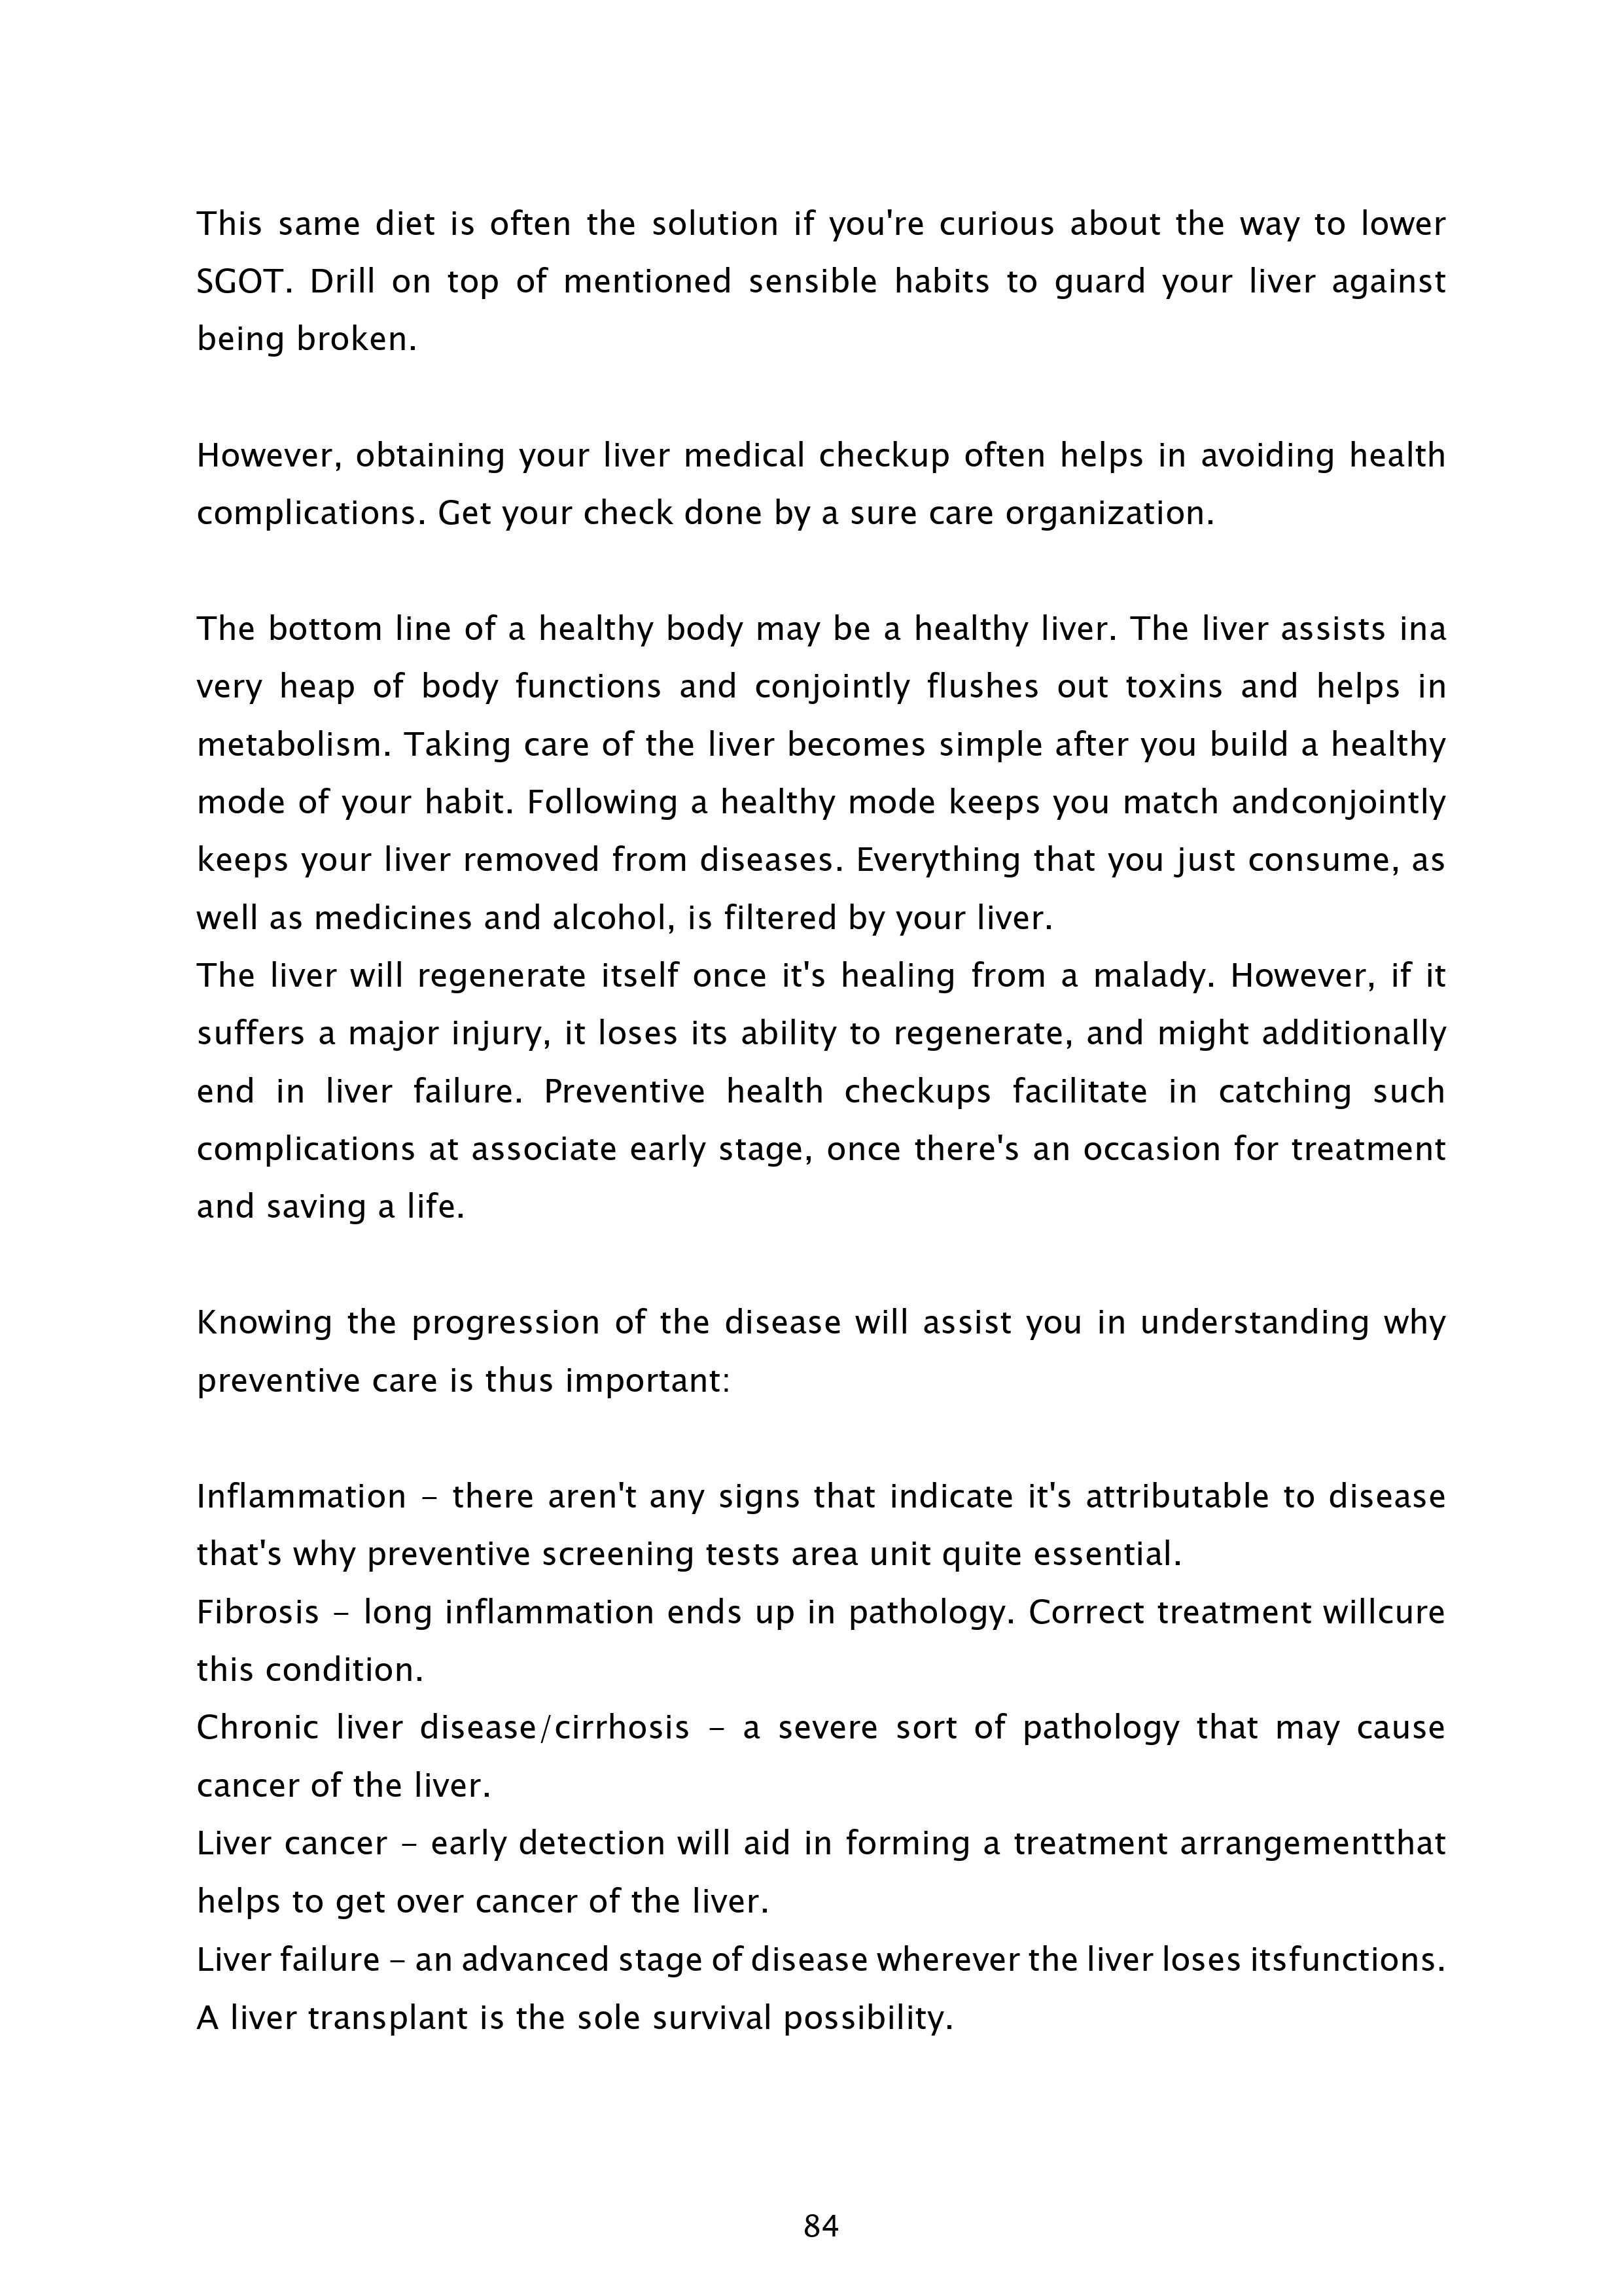 This same diet is often the solution if you're curious about the way to lower
SGOT. Drill on top of mentioned sensible habits to guard your liver against
being broken.
However, obtaining your liver medical checkup often helps in avoiding health
complications. Get your check done by a sure care organization.
The bottom line of a healthy body may be a healthy liver. The liver assists ina
very heap of body functions and conjointly flushes out toxins and helps in
metabolism. Taking care of the liver becomes simple after you build a healthy
mode of your habit. Following a healthy mode keeps you match andconjointly
keeps your liver removed from diseases. Everything that you just consume, as
well as medicines and alcohol, is filtered by your liver.
The liver will regenerate itself once it's healing from a malady. However, if it
suffers a major injury, it loses its ability to regenerate, and might additionally
end in liver failure. Preventive health checkups facilitate in catching such
complications at associate early stage, once there's an occasion for treatment
and saving a life.
Knowing the progression of the disease will assist you in understanding why
preventive care is thus important:
Inflammation – there aren't any signs that indicate it's attributable to disease
that's why preventive screening tests area unit quite essential.
Fibrosis – long inflammation ends up in pathology. Correct treatment willcure
this condition.
Chronic liver disease/cirrhosis – a severe sort of pathology that may cause
cancer of the liver.
Liver cancer – early detection will aid in forming a treatment arrangementthat
helps to get over cancer of the liver.
Liver failure – an advanced stage of disease wherever the liver loses itsfunctions.
A liver transplant is the sole survival possibility.
84